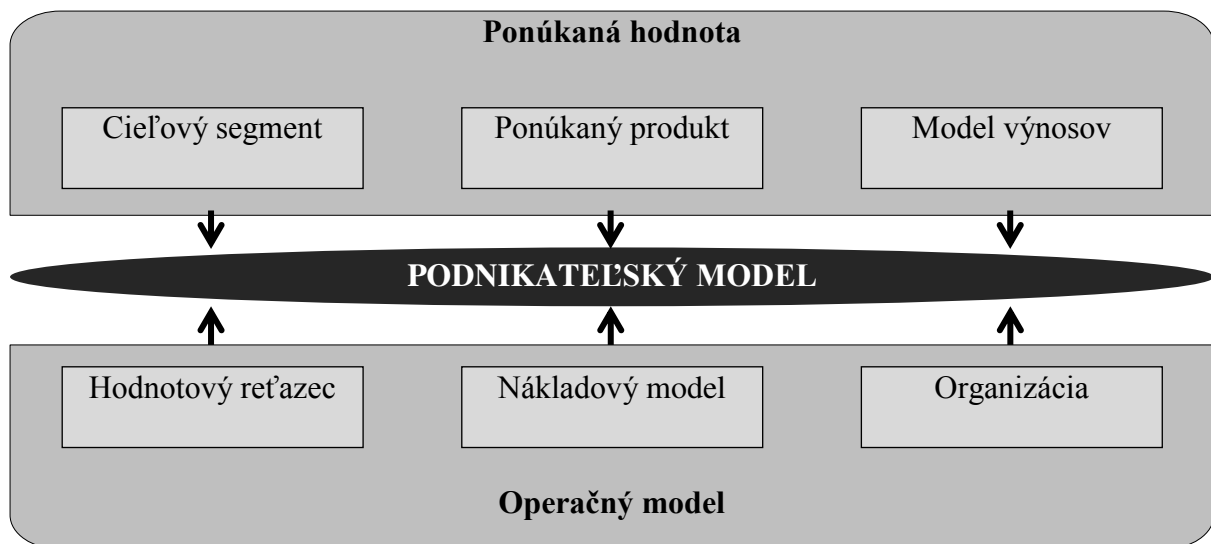 Ponúkaná hodnota
Cieľový segment
Ponúkaný produkt
Model výnosov
PODNIKATEĽSKÝ MODEL
Hodnotový reťazec
Nákladový model
Organizácia
Operačný model